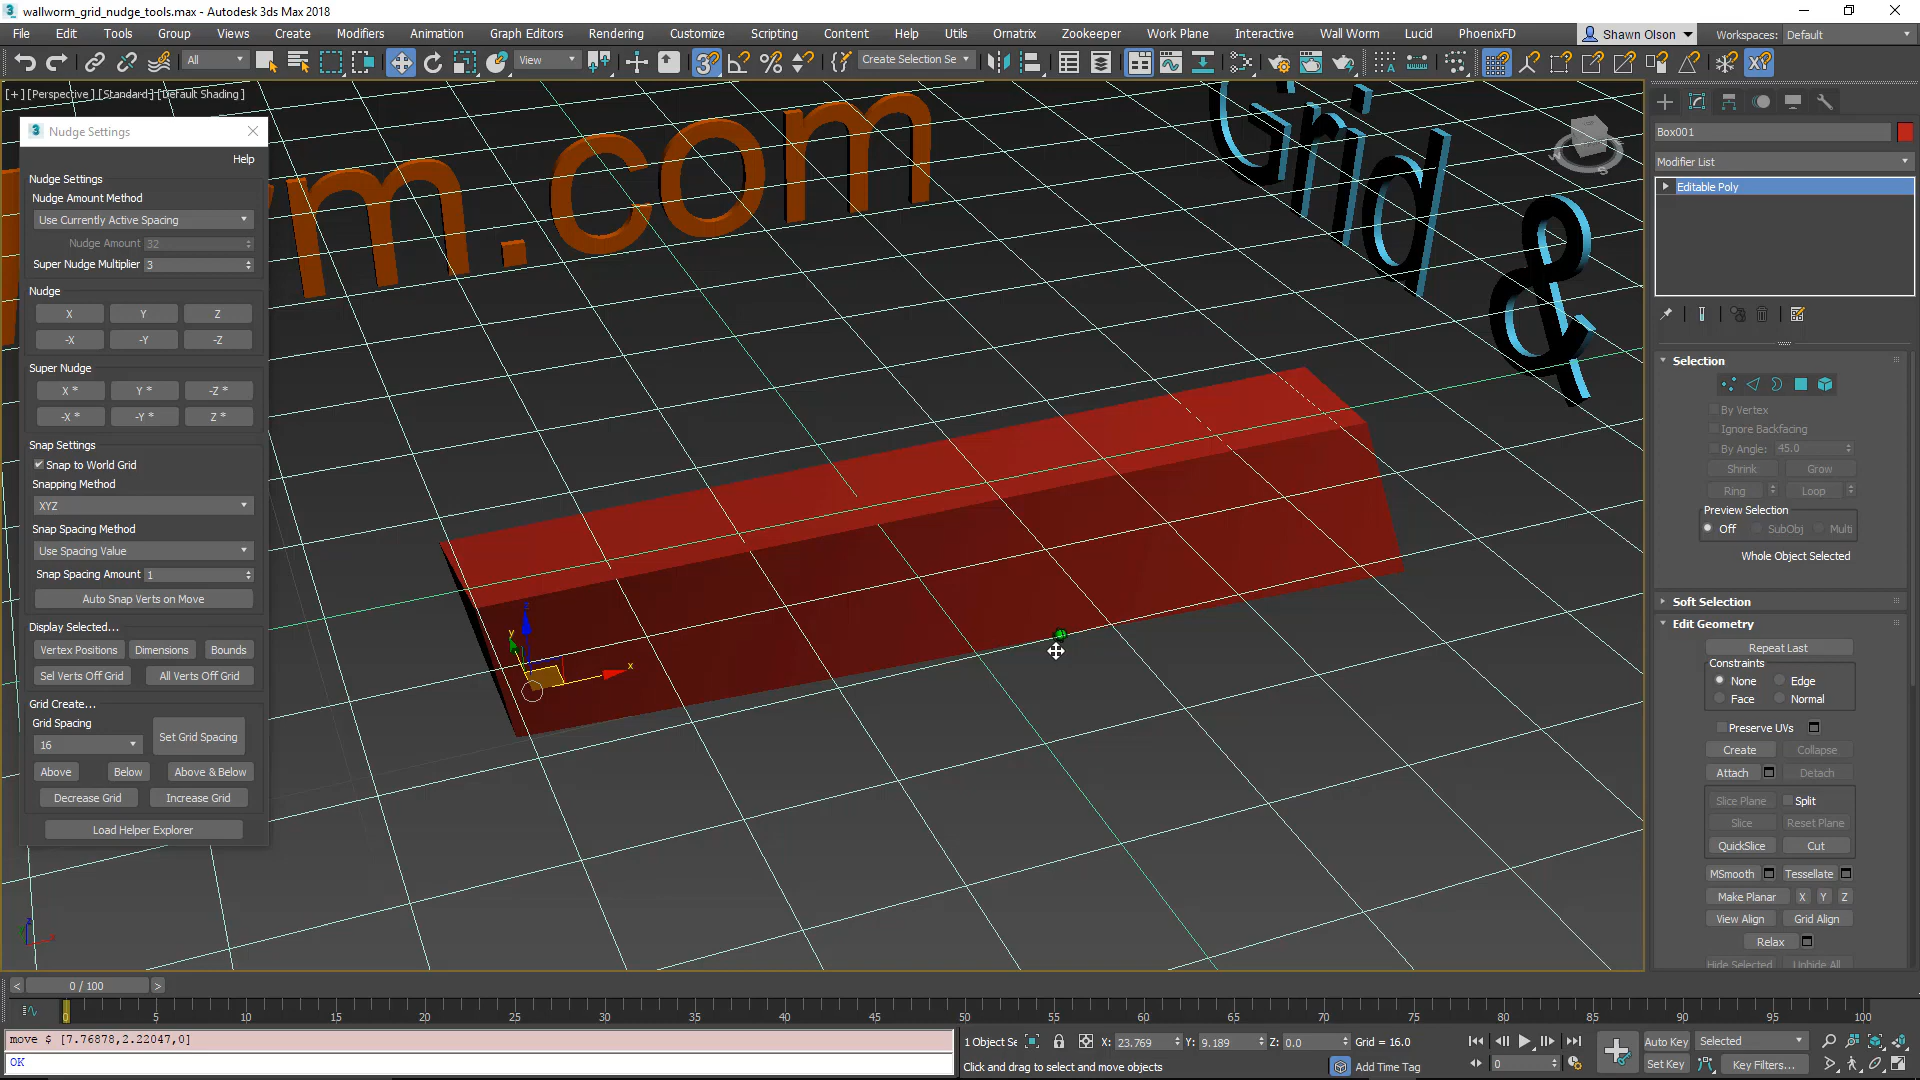 wallworm_grid_nudge_tools.max - Autodesk 3ds Max 2018
File Edit Tools Group Views Create Modifiers Animation Graph Editors Rendering Customize Scripting Content Help Utils Ornatrix Zookeeper Work Plane Interactive Wall Worm Lucid PhoenixFD
Shawn Olson Workspaces: Default
All View Create Selection Se
[+] [Perspective] [Standard] [Default Shading]
m.com
Grid
&
Nudge Settings
Help
Nudge Settings
Nudge Amount Method
Use Currently Active Spacing
Nudge Amount 32
Super Nudge Multiplier 3
Nudge
X Y Z
-X -Y -Z
Super Nudge
X * Y * -Z *
-X * -Y * Z *
Snap Settings
Snap to World Grid
Snapping Method
XYZ
Snap Spacing Method
Use Spacing Value
Snap Spacing Amount 1
Auto Snap Verts on Move
Display Selected...
Vertex Positions Dimensions Bounds
Sel Verts Off Grid All Verts Off Grid
Grid Create...
Grid Spacing
16 Set Grid Spacing
Above Below Above & Below
Decrease Grid Increase Grid
Load Helper Explorer
z
y
x
Box001
Modifier List
Editable Poly
Selection
By Vertex
Ignore Backfacing
By Angle: 45.0
Shrink Grow
Ring Loop
Preview Selection
Off SubObj Multi
Whole Object Selected
Soft Selection
Edit Geometry
Repeat Last
Constraints
None Edge
Face Normal
Preserve UVs
Create Collapse
Attach Detach
Slice Plane Split
Slice Reset Plane
QuickSlice Cut
MSmooth Tessellate
Make Planar X Y Z
View Align Grid Align
Relax
Hide Selected Unhide All
0 / 100
0 5 10 15 20 25 30 35 40 45 50 55 60 65 70 75 80 85 90 95 100
move $ [7.76878,2.22047,0]
OK
1 Object Se X: 23.769 Y: 9.189 Z: 0.0 Grid = 16.0
Click and drag to select and move objects
Add Time Tag
0
Auto Key Selected
Set Key Key Filters...